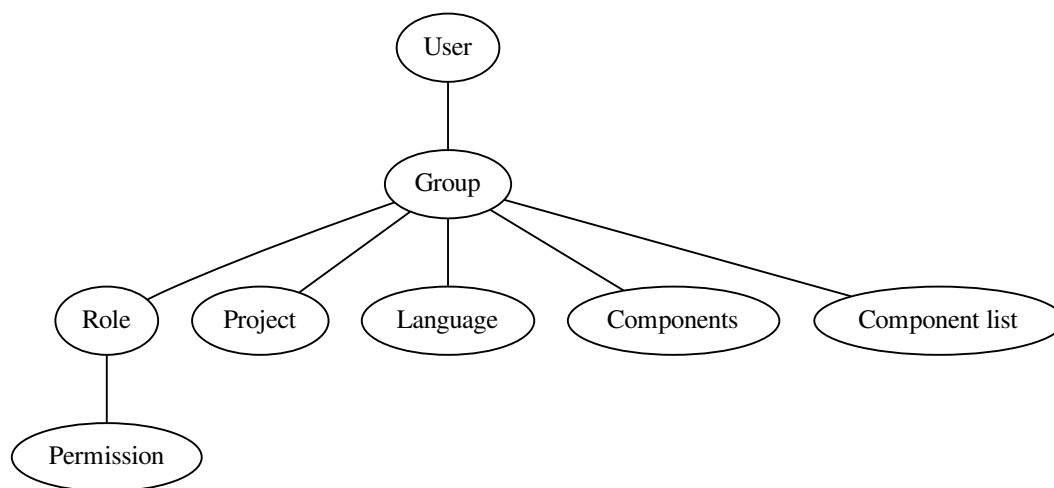 User
Group
Role
Project
Language
Components
Component list
Permission